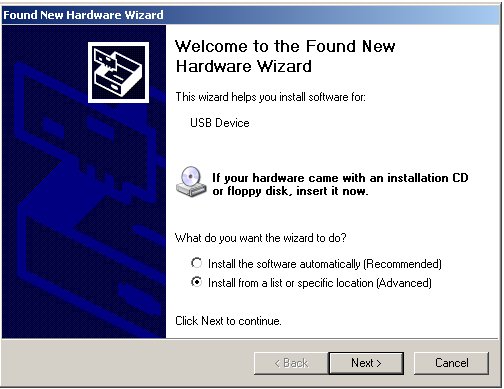 Found New Hardware Wizard
Welcome to the Found New
Hardware Wizard
This wizard helps you install software for:
USB Device
If your hardware came with an installation CD
or floppy disk, insert it now.
What do you want the wizard to do?
Install the software automatically (Recommended)
Install from a list or specific location (Advanced)
Click Next to continue.
< Back
Next >
Cancel